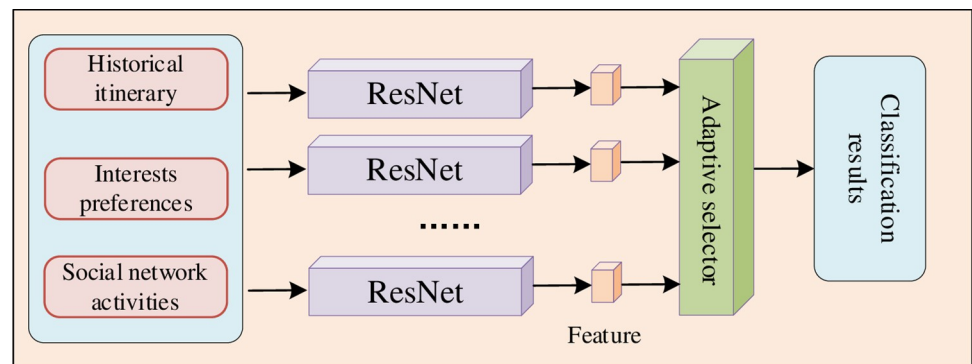 Historical
itinerary
Interests
preferences
Social network
activities
ResNet
ResNet
......
ResNet
Feature
Adaptive selector
Classification
results